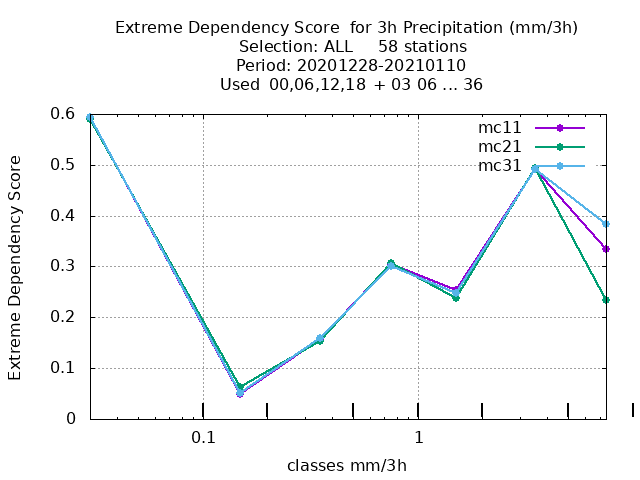 Extreme Dependency Score  for 3h Precipitation (mm/3h)
Selection: ALL     58 stations
Period: 20201228-20210110
Used  00,06,12,18  + 03 06 ... 36
mc11
mc21
mc31
Extreme Dependency Score
0.6
0.5
0.4
0.3
0.2
0.1
0
0.1
1
classes mm/3h